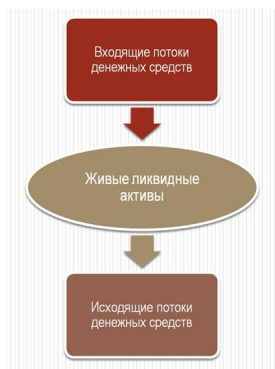 Входящие потоки
денежных средств
Живые ликвидные
активы
Исходящие потоки
денежных средств